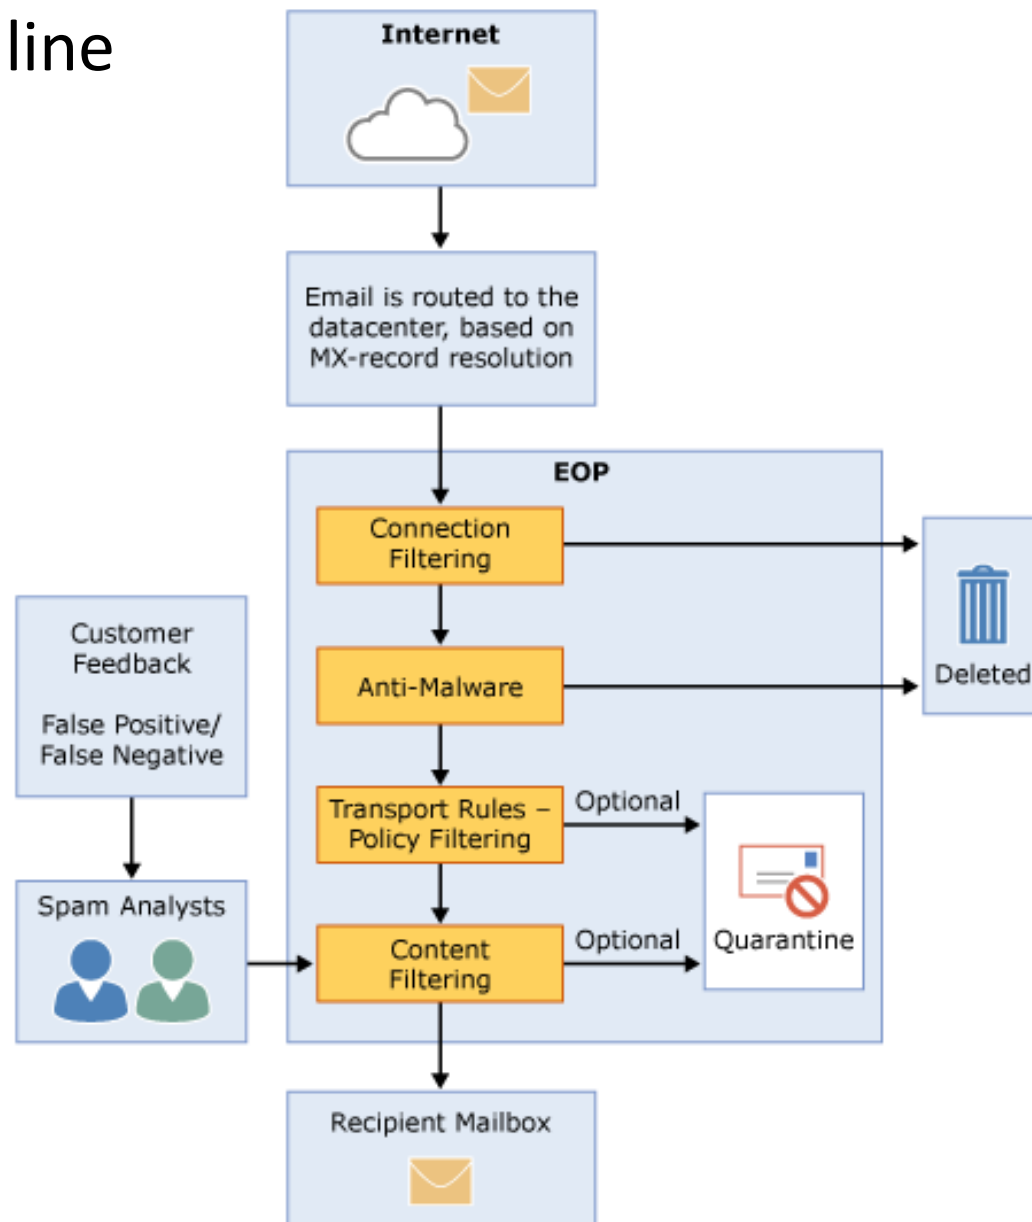 line
Internet
Email is routed to the
datacenter, based on
MX-record resolution
EOP
Connection
Filtering
Customer
Feedback
False Positive/
False Negative
Anti-Malware
Deleted
Transport Rules –
Policy Filtering
Optional
Spam Analysts
Content
Filtering
Optional
Quarantine
Recipient Mailbox